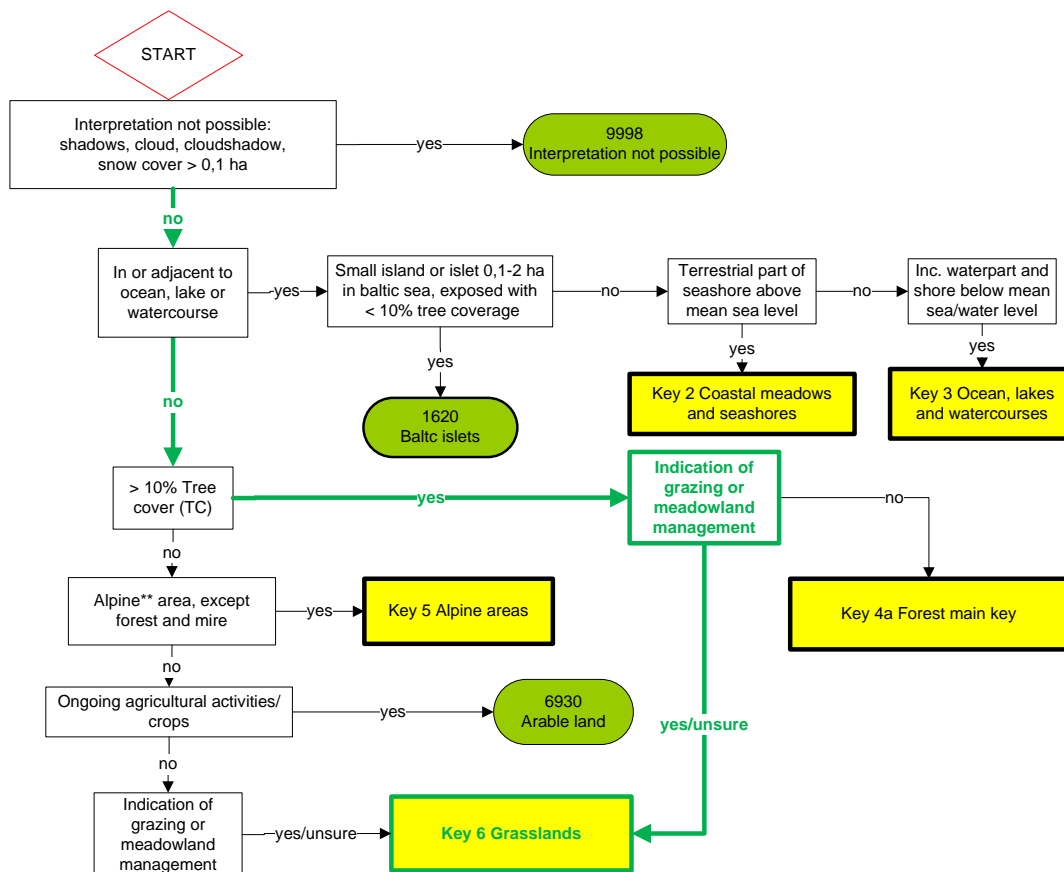 START
Interpretation not possible:
shadows, cloud, cloudshadow,
snow cover > 0,1 ha
yes
9998
Interpretation not possible
no
In or adjacent to
ocean, lake or
watercourse
yes
Small island or islet 0,1-2 ha
in baltic sea, exposed with
< 10% tree coverage
no
Terrestrial part of
seashore above
mean sea level
no
Inc. waterpart and
shore below mean
sea/water level
yes
yes
yes
Key 2 Coastal meadows
and seashores
Key 3 Ocean, lakes
and watercourses
no
1620
Baltc islets
> 10% Tree
cover (TC)
yes
Indication of
grazing or
meadowland
management
no
no
Alpine** area, except
forest and mire
yes
Key 5 Alpine areas
Key 4a Forest main key
no
Ongoing agricultural activities/
crops
yes
6930
Arable land
yes/unsure
no
Indication of
grazing or
meadowland
management
yes/unsure
Key 6 Grasslands